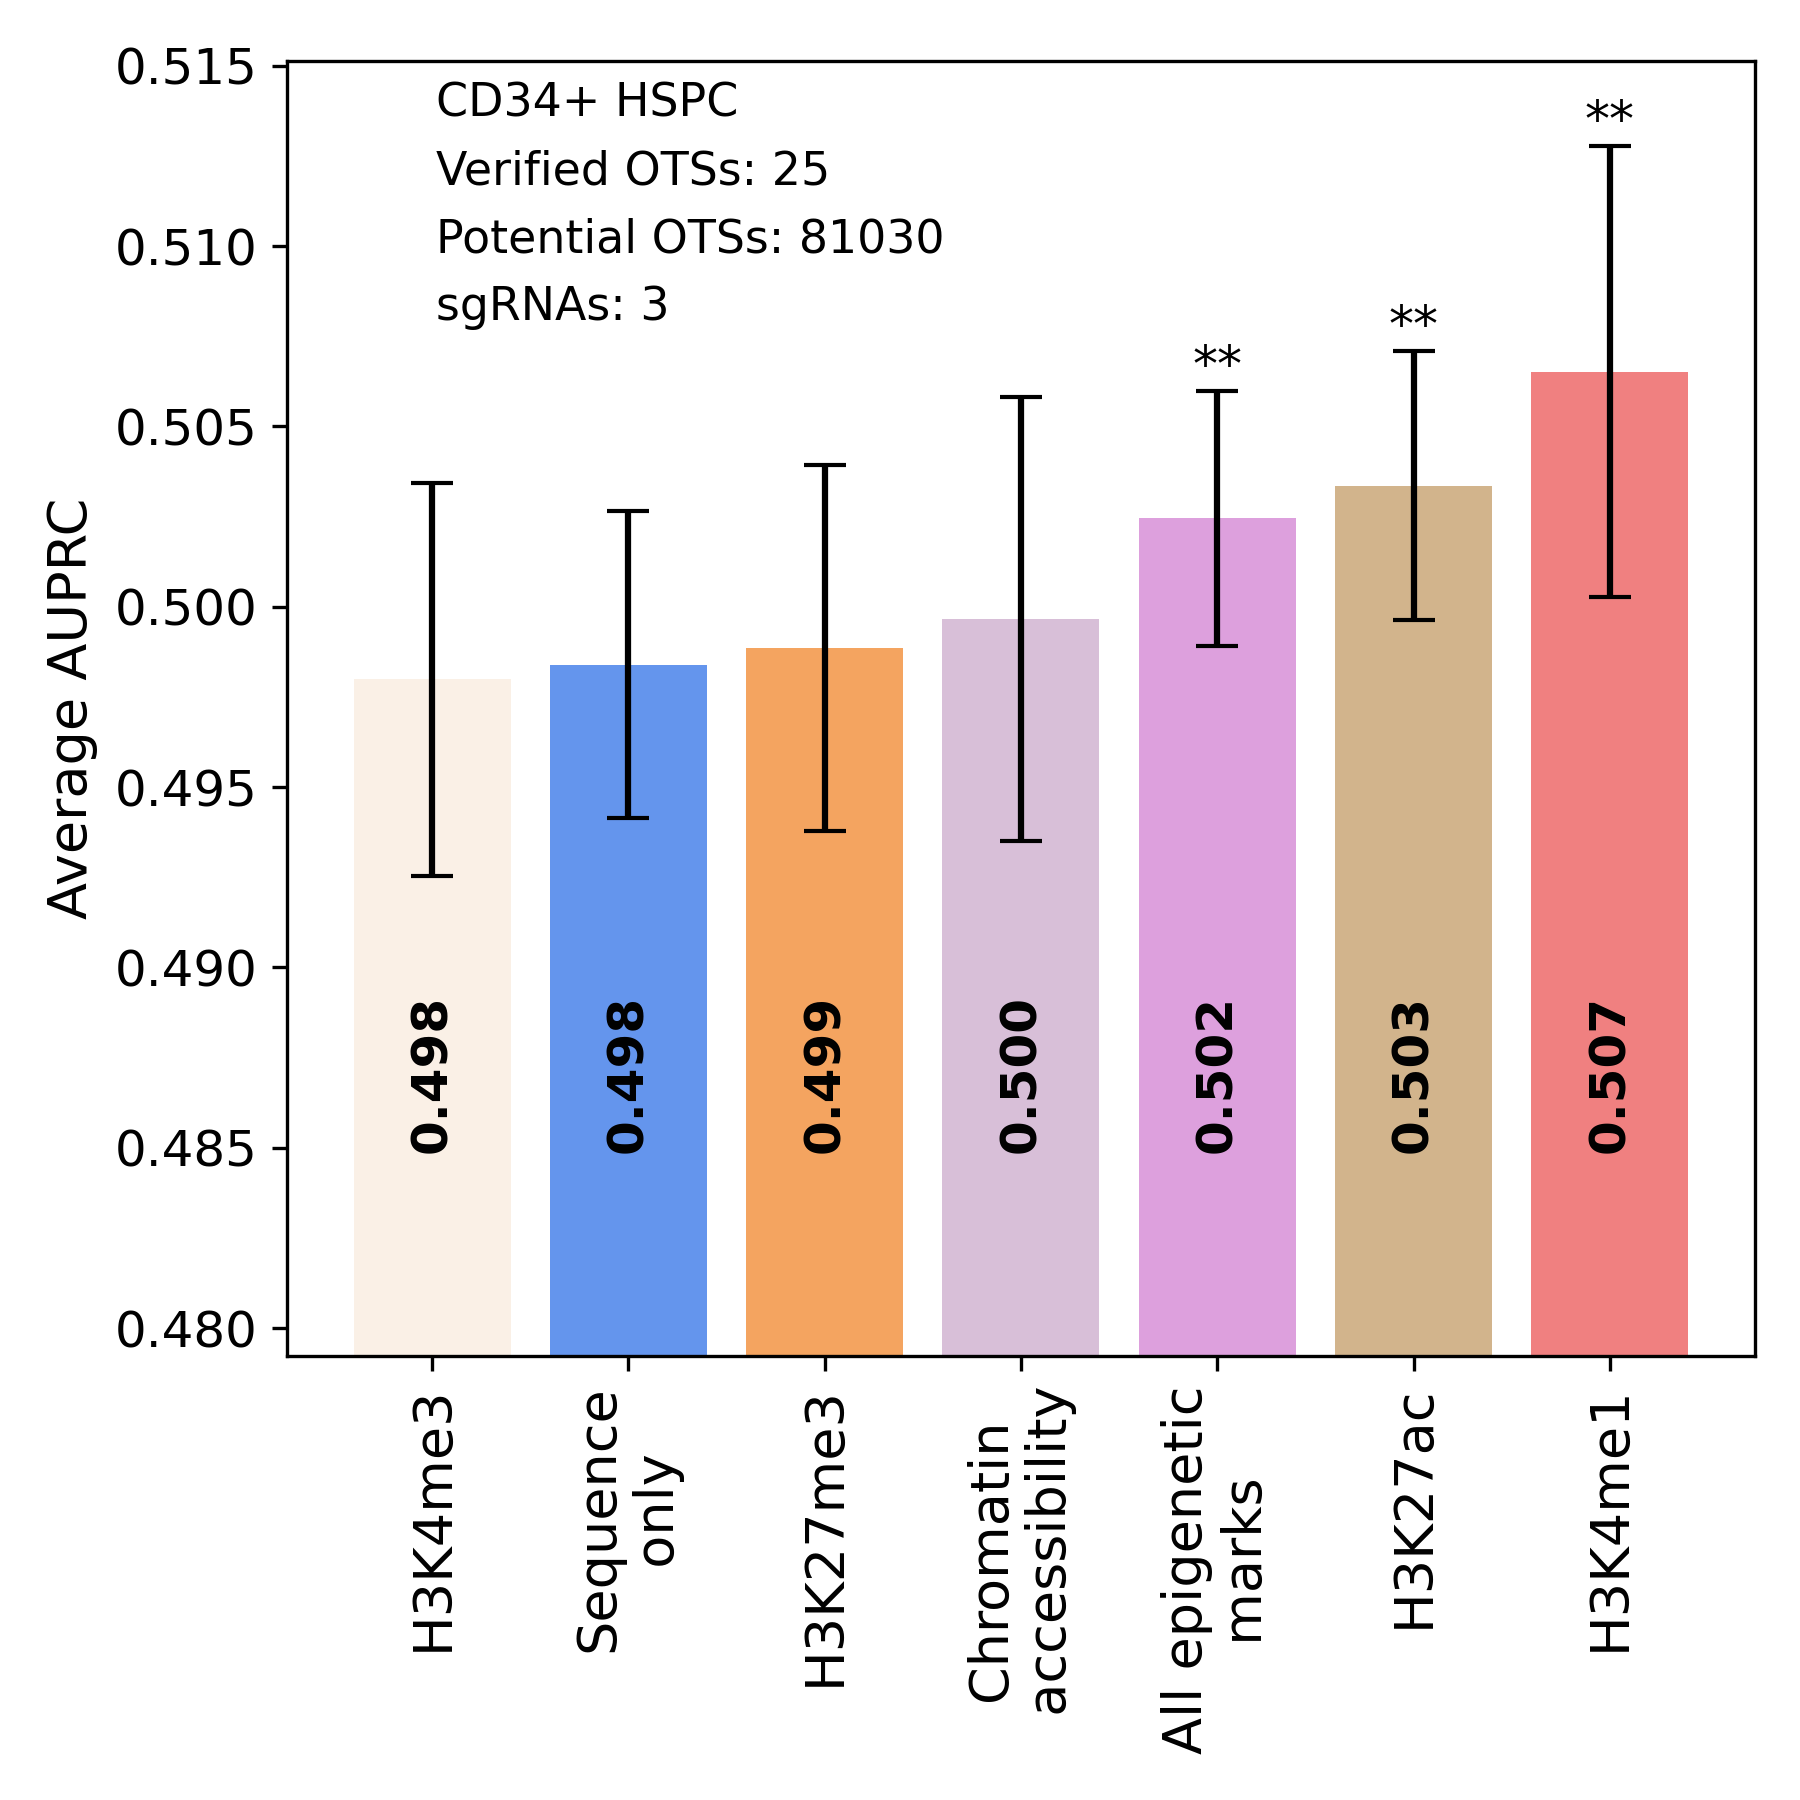 CD34+ HSPC
Verified OTSs: 25
Potential OTSs: 81030
sgRNAs: 3
**
**
**
Average AUPRC
0.515
0.510
0.505
0.500
0.495
0.490
0.485
0.480
0.498
0.498
0.499
0.500
0.502
0.503
0.507
H3K4me3
Sequence
only
H3K27me3
Chromatin
accessibility
All epigenetic
marks
H3K27ac
H3K4me1